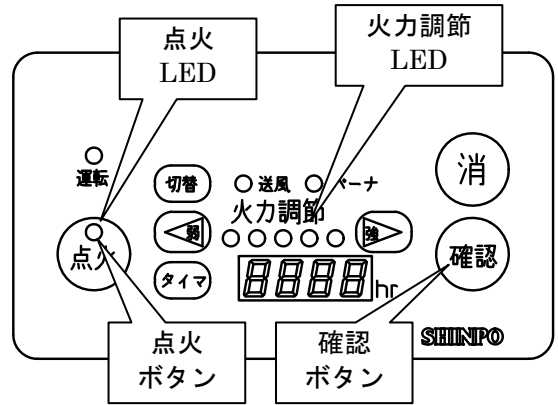 点火
LED
火力調節
LED
運転
切替
送風
バーナ
消
火力調節
点火
弱
強
確認
タイマ
8888 hr
点火
ボタン
確認
ボタン
SHINPO